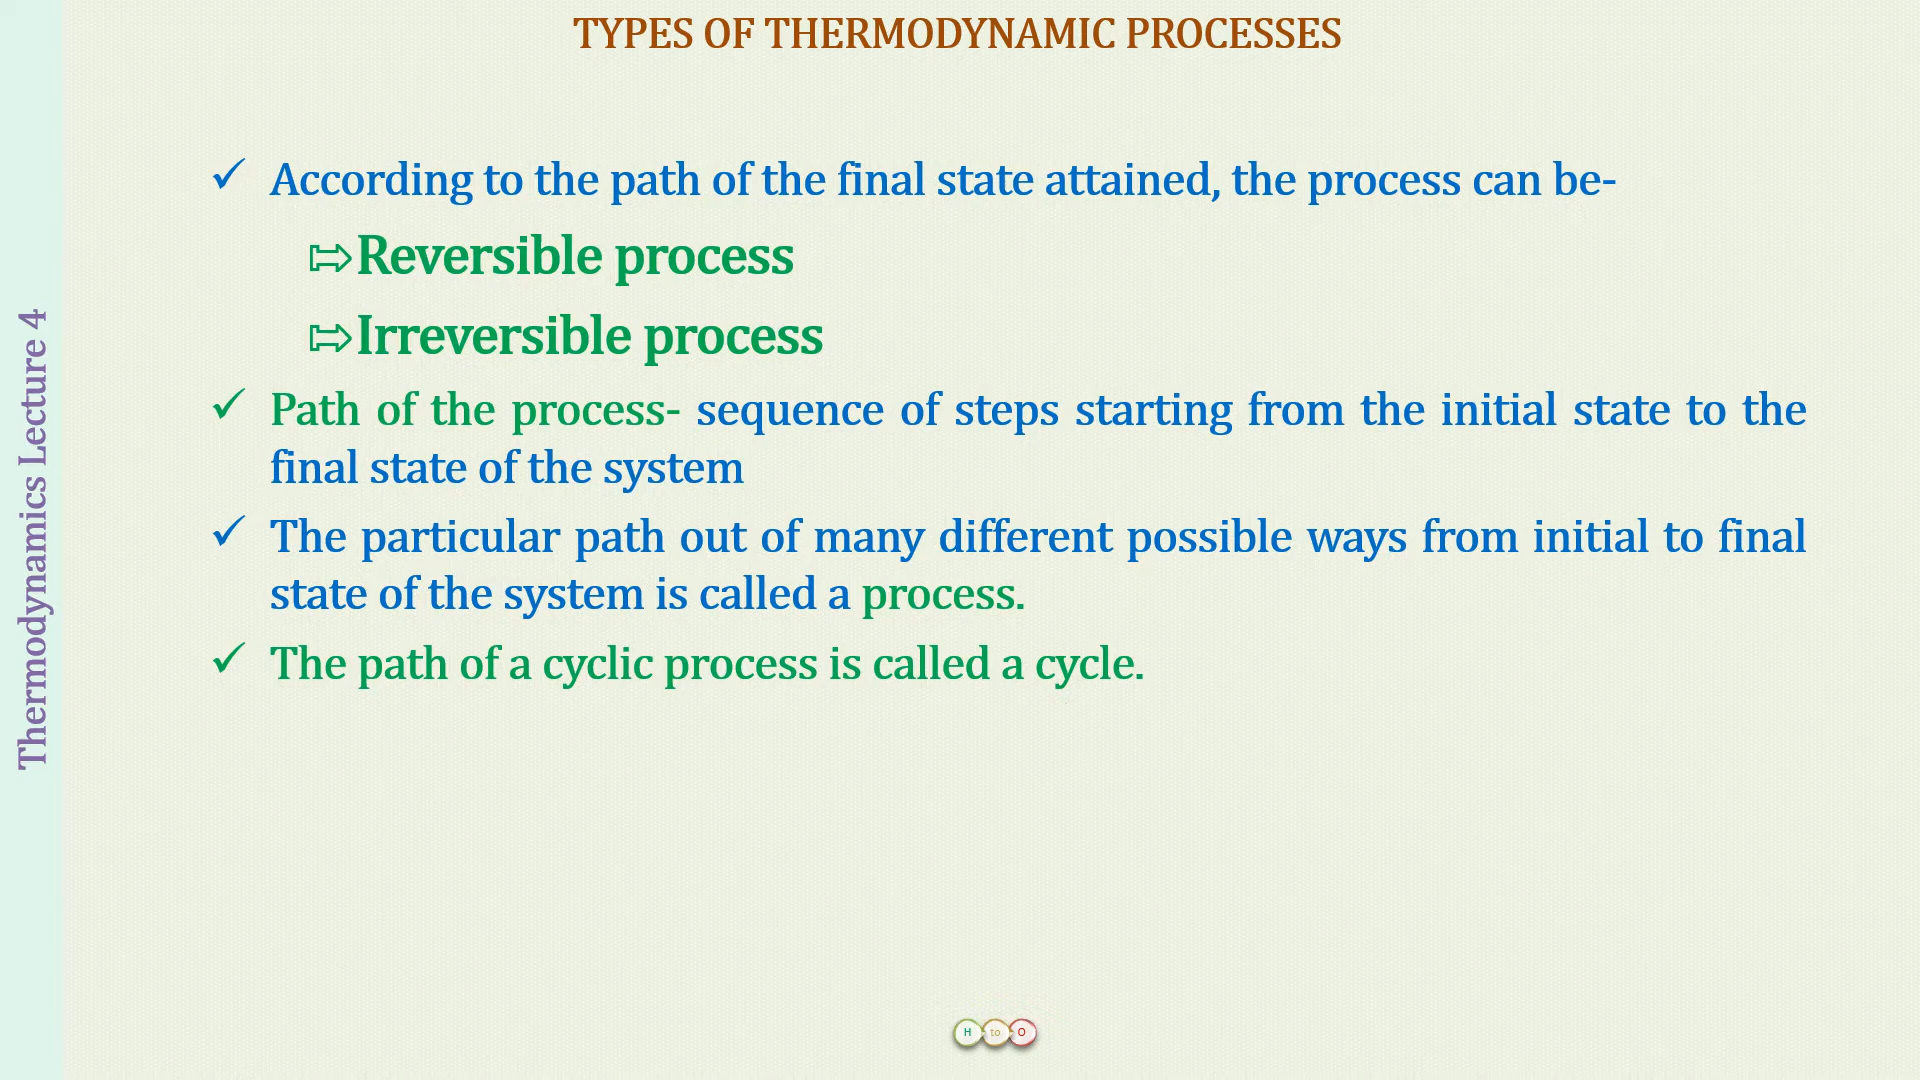 TYPES OF THERMODYNAMIC PROCESSES
Thermodynamics Lecture 4
✓ According to the path of the final state attained, the process can be-
⇰Reversible process
⇰Irreversible process
✓ Path of the process- sequence of steps starting from the initial state to the
final state of the system
✓ The particular path out of many different possible ways from initial to final
state of the system is called a process.
✓ The path of a cyclic process is called a cycle.
H to O